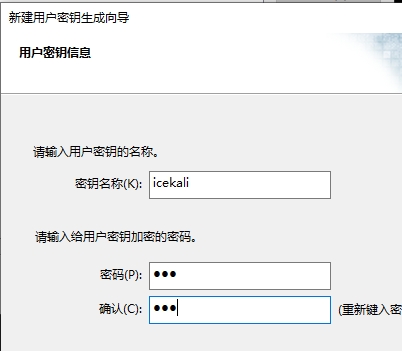 新建用户密钥生成向导
用户密钥信息
请输入用户密钥的名称。
密钥名称(K): icekali
请输入给用户密钥加密的密码。
密码(P): ●●●
确认(C): ●●● (重新键入密